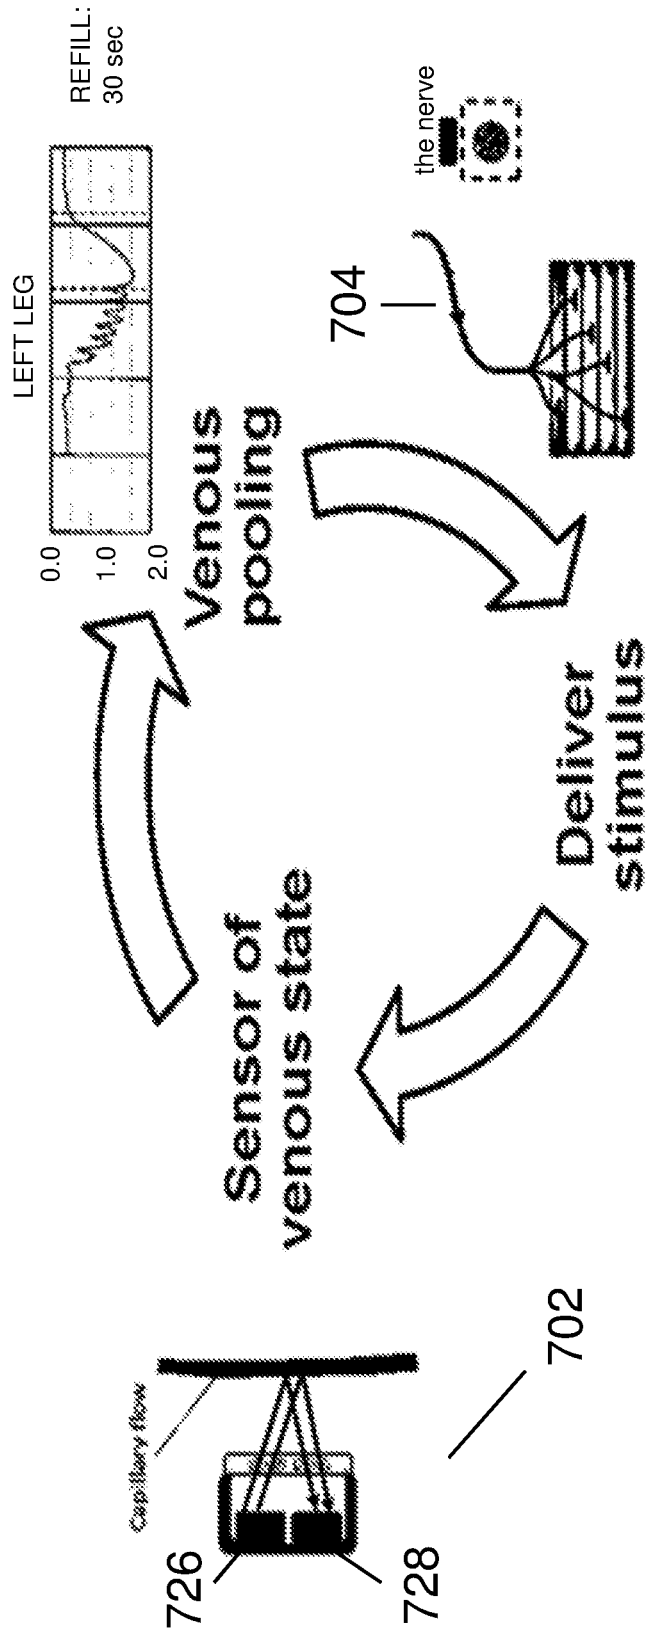 LEFT LEG
REFILL:
30 sec
0.0
1.0
2.0
Venous
pooling
the nerve
704
Deliver
stimulus
Sensor of
venous state
Capillary flow
726
728
702